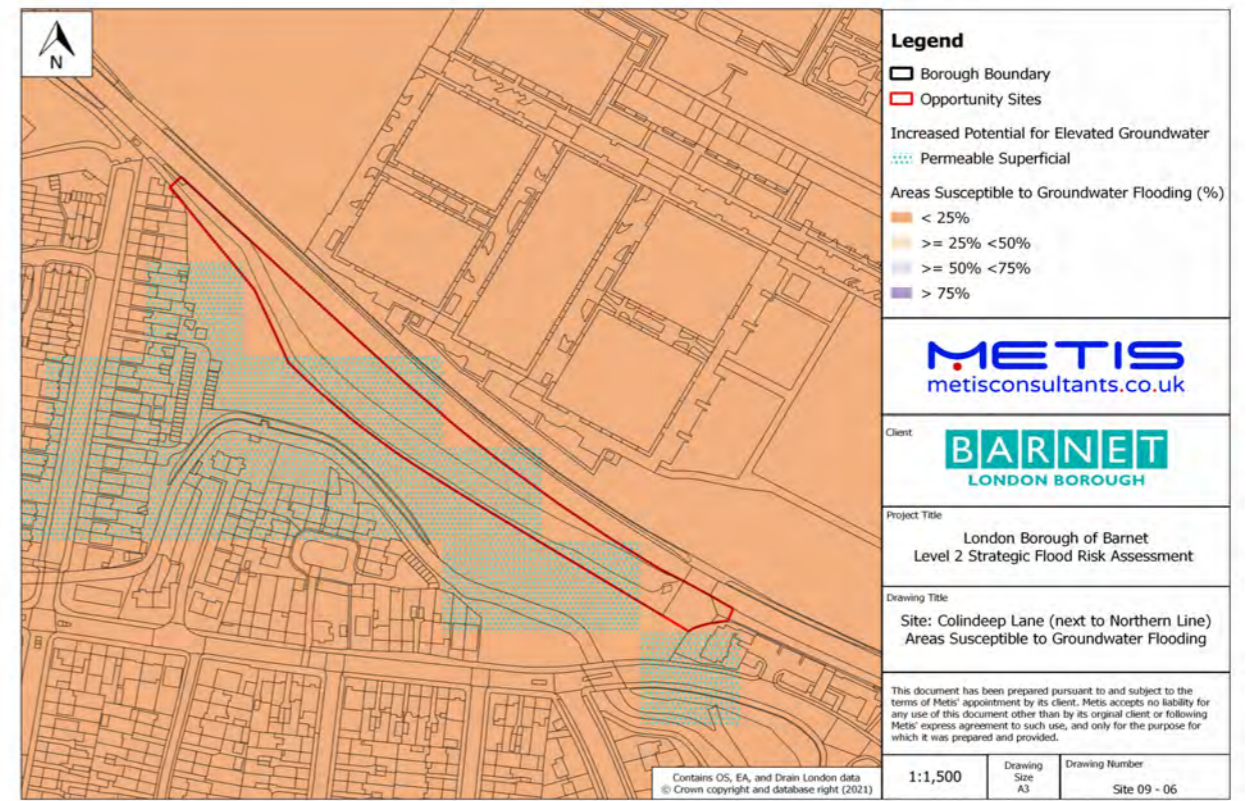 N
Legend
Borough Boundary
Opportunity Sites
Increased Potential for Elevated Groundwater
Permeable Superficial
Areas Susceptible to Groundwater Flooding (%)
< 25%
>= 25% <50%
>= 50% <75%
> 75%
METIS
metisconsultants.co.uk
Client
BARNET
LONDON BOROUGH
Project Title
London Borough of Barnet
Level 2 Strategic Flood Risk Assessment
Drawing Title
Site: Colindeep Lane (next to Northern Line)
Areas Susceptible to Groundwater Flooding
This document has been prepared pursuant to and subject to the
terms of Metis' appointment by its client. Metis accepts no liability for
any use of this document other than by its orginal client or following
Metis' express agreement to such use, and only for the purpose for
which it was prepared and provided.
1:1,500
Drawing
Size
A3
Drawing Number
Site 09 - 06
Contains OS, EA, and Drain London data
© Crown copyright and database right (2021)